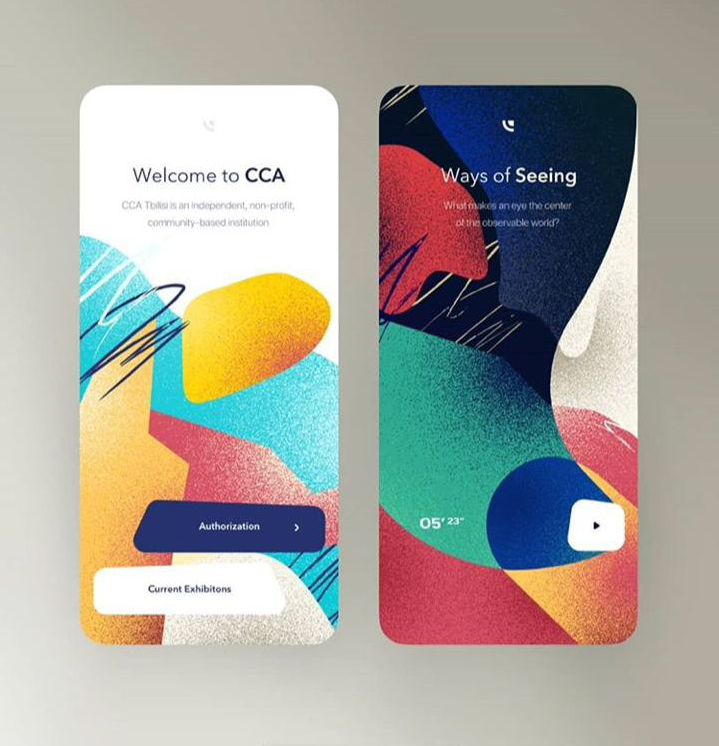 Welcome to CCA
CCA Tbilisi is an independent, non-profit,
community-based institution
Authorization
Current Exhibitons
Ways of Seeing
What makes an eye the center
of the observable world?
05′ 23″